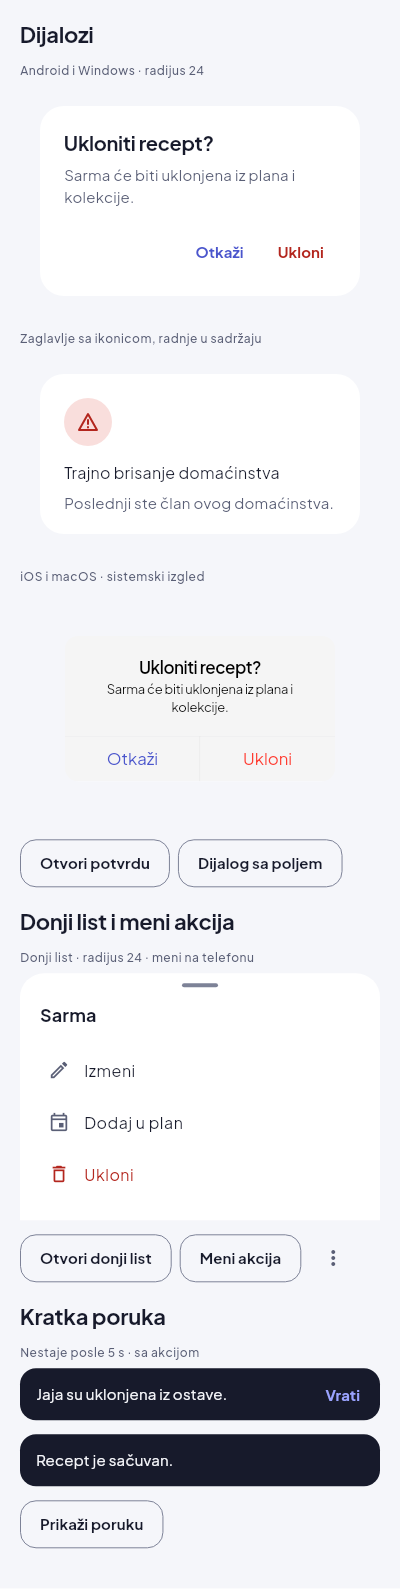 Dijalozi
Android i Windows · radijus 24
Ukloniti recept?
Sarma će biti uklonjena iz plana i
kolekcije.
Otkaži Ukloni
Zaglavlje sa ikonicom, radnje u sadržaju
Trajno brisanje domaćinstva
Poslednji ste član ovog domaćinstva.
iOS i macOS · sistemski izgled
Ukloniti recept?
Sarma će biti uklonjena iz plana i
kolekcije.
Otkaži Ukloni
Otvori potvrdu Dijalog sa poljem
Donji list i meni akcija
Donji list · radijus 24 · meni na telefonu
Sarma
Izmeni
Dodaj u plan
Ukloni
Otvori donji list Meni akcija
Kratka poruka
Nestaje posle 5 s · sa akcijom
Jaja su uklonjena iz ostave. Vrati
Recept je sačuvan.
Prikaži poruku